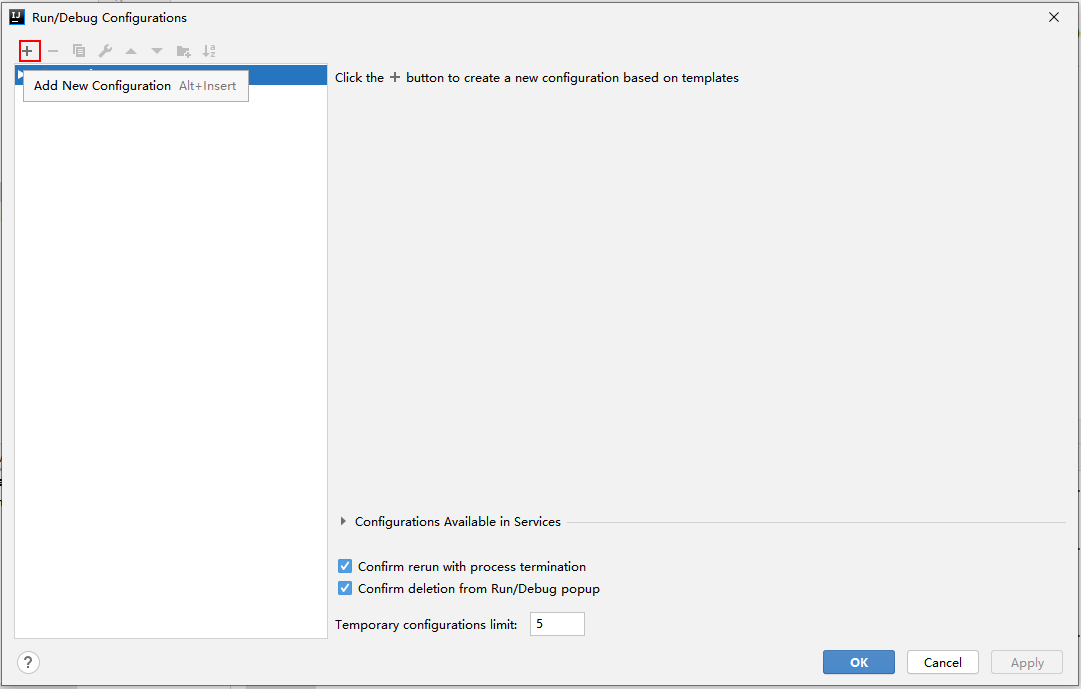 Run/Debug Configurations
Add New Configuration Alt+Insert
Click the + button to create a new configuration based on templates
Configurations Available in Services
Confirm rerun with process termination
Confirm deletion from Run/Debug popup
Temporary configurations limit: 5
? OK Cancel Apply